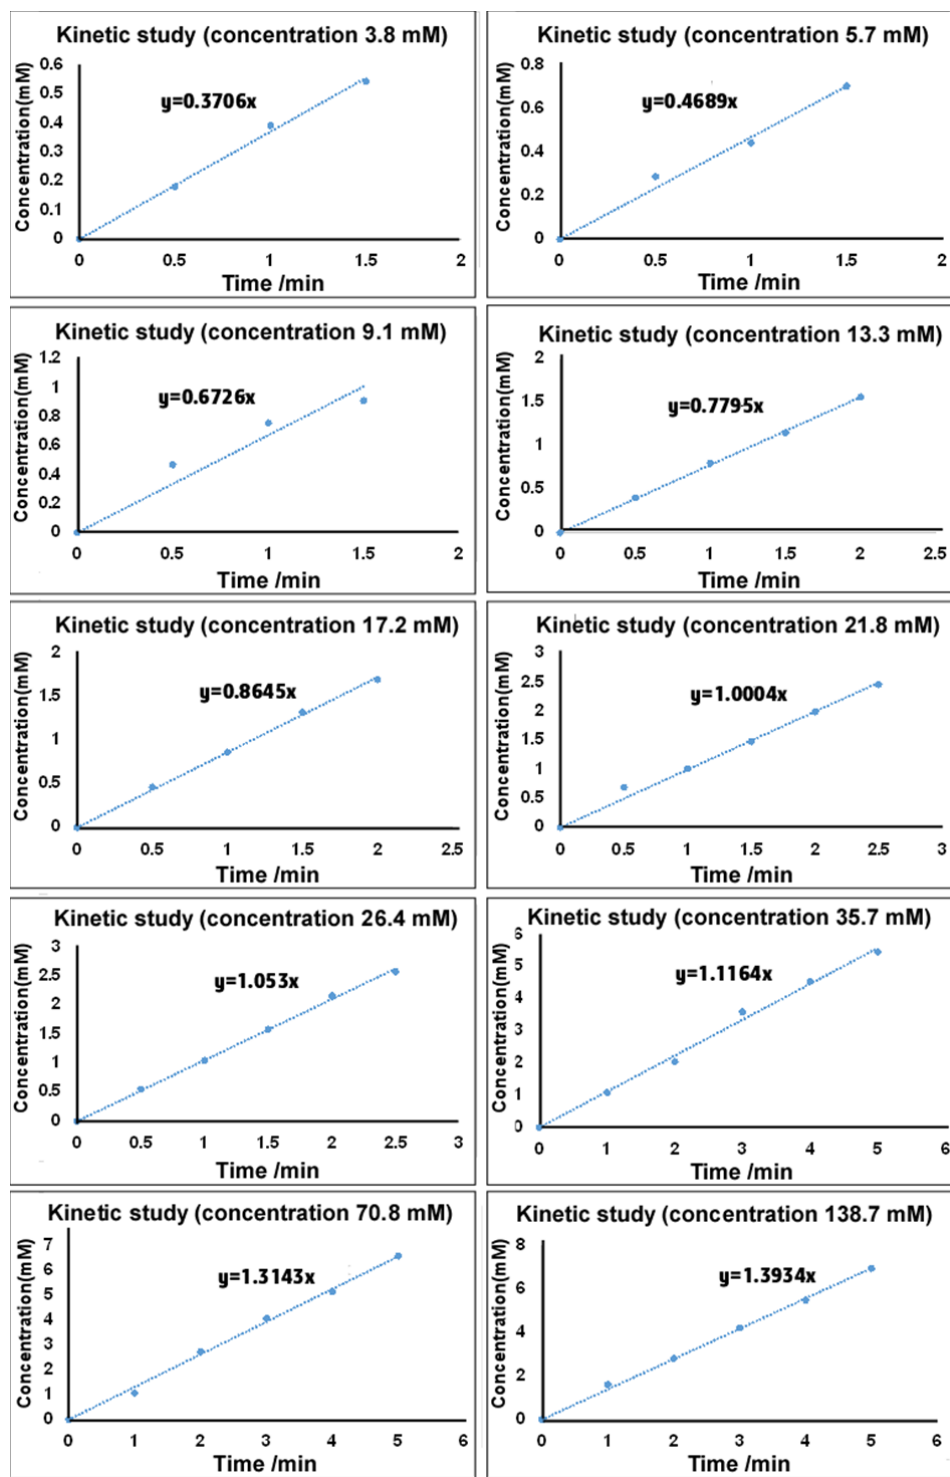 Kinetic study (concentration 3.8 mM)
Concentration(mM)
0.6
0.5
0.4
0.3
0.2
0.1
0
y=0.3706x
0 0.5 1 1.5 2
Time /min
Kinetic study (concentration 5.7 mM)
Concentration(mM)
0.8
0.6
0.4
0.2
0
y=0.4689x
0 0.5 1 1.5 2
Time /min
Kinetic study (concentration 9.1 mM)
Concentration(mM)
1.2
1
0.8
0.6
0.4
0.2
0
y=0.6726x
0 0.5 1 1.5 2
Time /min
Kinetic study (concentration 13.3 mM)
Concentration(mM)
2
1.5
1
0.5
0
y=0.7795x
0 0.5 1 1.5 2 2.5
Time /min
Kinetic study (concentration 17.2 mM)
Concentration(mM)
2
1.5
1
0.5
0
y=0.8645x
0 0.5 1 1.5 2 2.5
Time /min
Kinetic study (concentration 21.8 mM)
Concentration(mM)
3
2.5
2
1.5
1
0.5
0
y=1.0004x
0 0.5 1 1.5 2 2.5 3
Time /min
Kinetic study (concentration 26.4 mM)
Concentration(mM)
3
2.5
2
1.5
1
0.5
0
y=1.053x
0 0.5 1 1.5 2 2.5 3
Time /min
Kinetic study (concentration 35.7 mM)
Concentration(mM)
6
5
4
3
2
1
0
y=1.1164x
0 1 2 3 4 5 6
Time /min
Kinetic study (concentration 70.8 mM)
Concentration(mM)
7
6
5
4
3
2
1
0
y=1.3143x
0 1 2 3 4 5 6
Time /min
Kinetic study (concentration 138.7 mM)
Concentration(mM)
8
6
4
2
0
y=1.3934x
0 1 2 3 4 5 6
Time /min